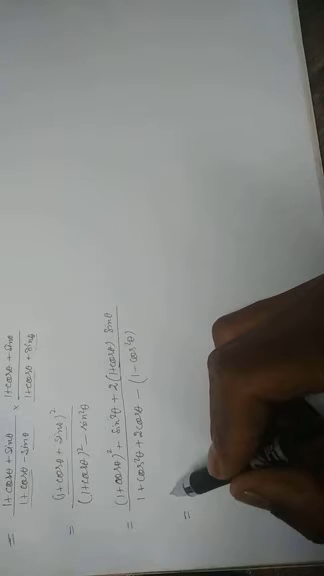 = (1+cosθ+sinθ)/(1+cosθ-sinθ) × (1+cosθ+sinθ)/(1+cosθ+sinθ)
= (1+cosθ+sinθ)²/((1+cosθ)²-sin²θ)
= ((1+cosθ)²+sin²θ+2(1+cosθ) sinθ)/(1+cos²θ+2cosθ-(1-cos²θ))
=